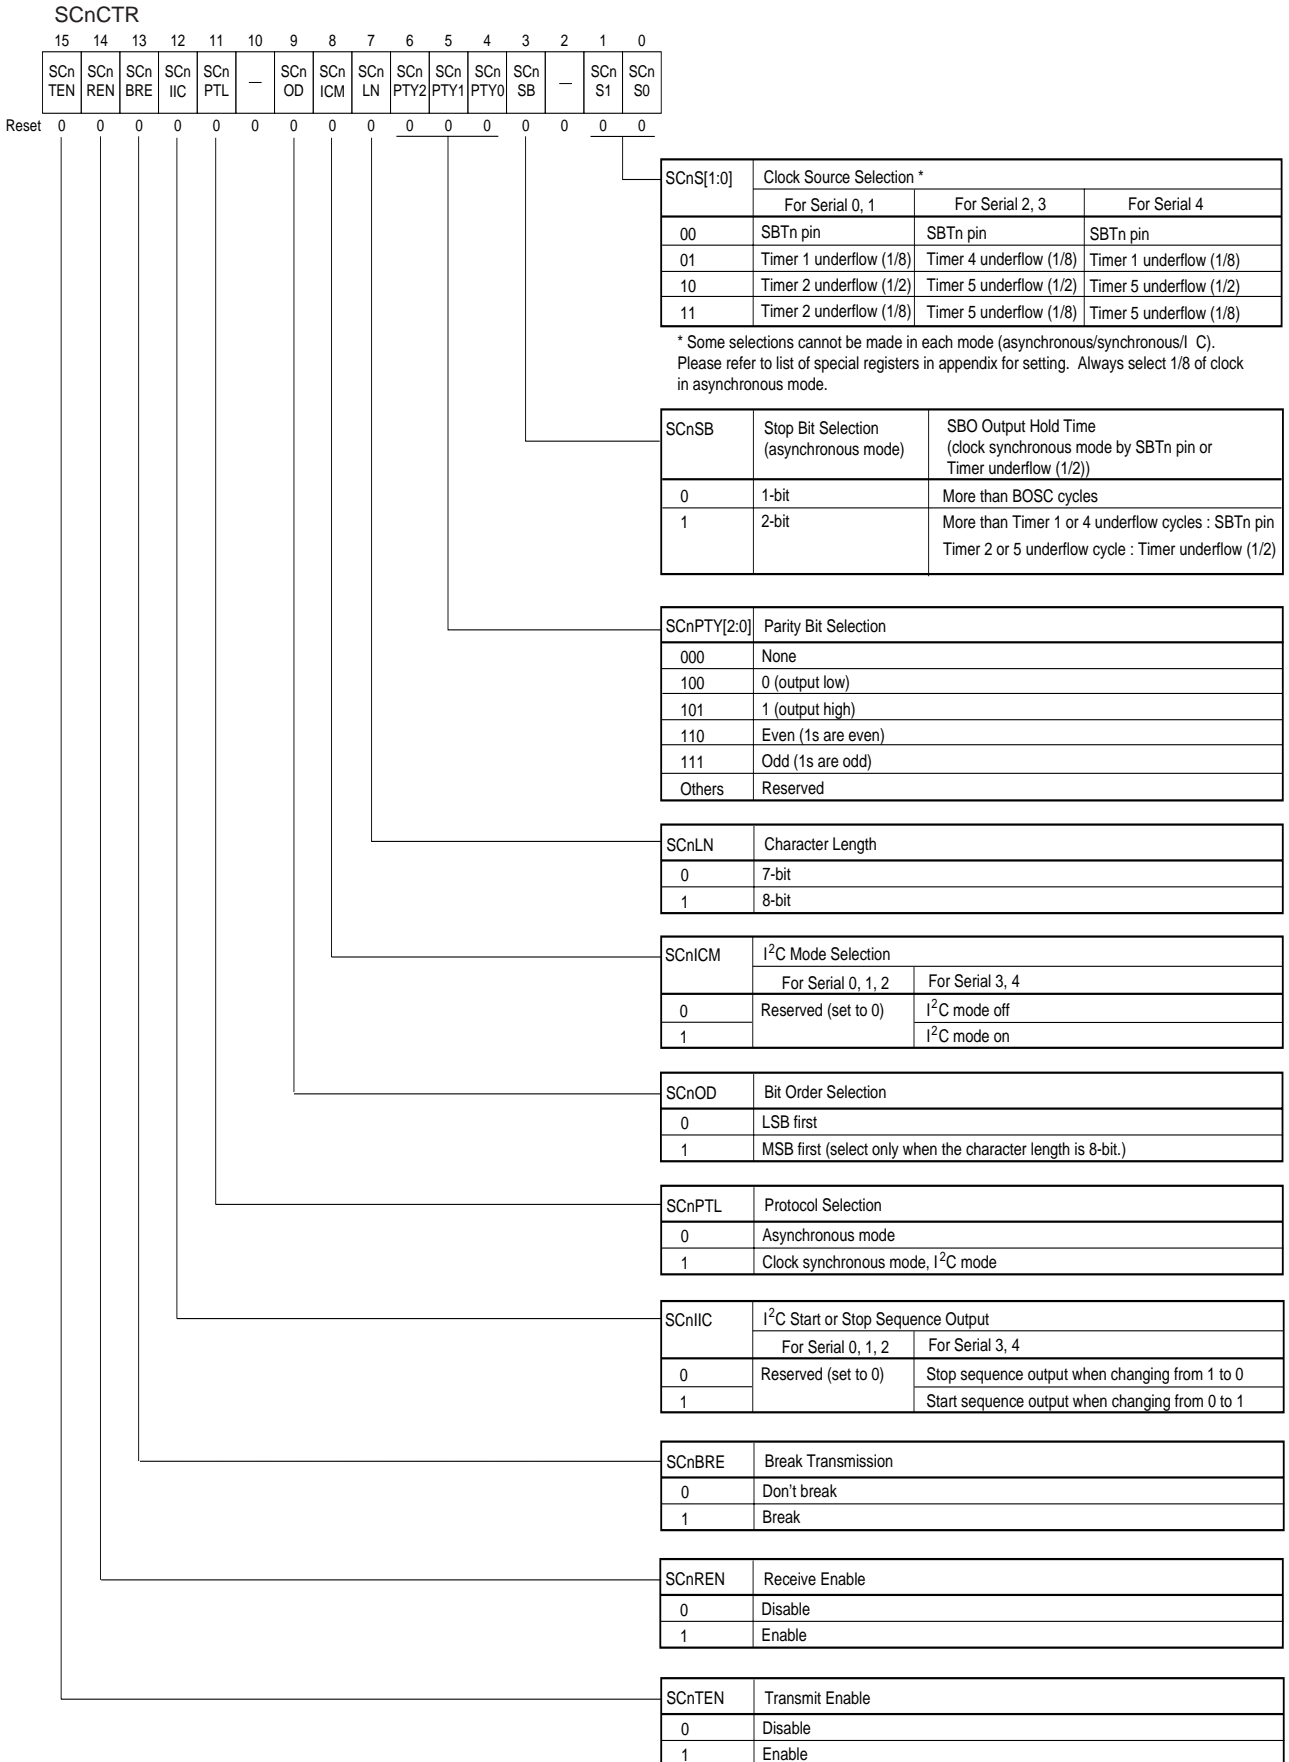 SCnCTR
15 14 13 12 11 10 9 8 7 6 5 4 3 2 1 0
SCn TEN SCn REN SCn BRE SCn IIC SCn PTL — SCn OD SCn ICM SCn LN SCn PTY2 SCn PTY1 SCn PTY0 SCn SB — SCn S1 SCn S0
Reset 0 0 0 0 0 0 0 0 0 0 0 0 0 0 0 0
SCnS[1:0] Clock Source Selection *
For Serial 0, 1 For Serial 2, 3 For Serial 4
00 SBTn pin SBTn pin SBTn pin
01 Timer 1 underflow (1/8) Timer 4 underflow (1/8) Timer 1 underflow (1/8)
10 Timer 2 underflow (1/2) Timer 5 underflow (1/2) Timer 5 underflow (1/2)
11 Timer 2 underflow (1/8) Timer 5 underflow (1/8) Timer 5 underflow (1/8)
* Some selections cannot be made in each mode (asynchronous/synchronous/I C).
Please refer to list of special registers in appendix for setting. Always select 1/8 of clock
in asynchronous mode.
SCnSB Stop Bit Selection SBO Output Hold Time
(asynchronous mode) (clock synchronous mode by SBTn pin or
Timer underflow (1/2))
0 1-bit More than BOSC cycles
1 2-bit More than Timer 1 or 4 underflow cycles : SBTn pin
Timer 2 or 5 underflow cycle : Timer underflow (1/2)
SCnPTY[2:0] Parity Bit Selection
000 None
100 0 (output low)
101 1 (output high)
110 Even (1s are even)
111 Odd (1s are odd)
Others Reserved
SCnLN Character Length
0 7-bit
1 8-bit
SCnICM I2C Mode Selection
For Serial 0, 1, 2 For Serial 3, 4
0 Reserved (set to 0) I2C mode off
1 I2C mode on
SCnOD Bit Order Selection
0 LSB first
1 MSB first (select only when the character length is 8-bit.)
SCnPTL Protocol Selection
0 Asynchronous mode
1 Clock synchronous mode, I2C mode
SCnIIC I2C Start or Stop Sequence Output
For Serial 0, 1, 2 For Serial 3, 4
0 Reserved (set to 0) Stop sequence output when changing from 1 to 0
1 Start sequence output when changing from 0 to 1
SCnBRE Break Transmission
0 Don't break
1 Break
SCnREN Receive Enable
0 Disable
1 Enable
SCnTEN Transmit Enable
0 Disable
1 Enable